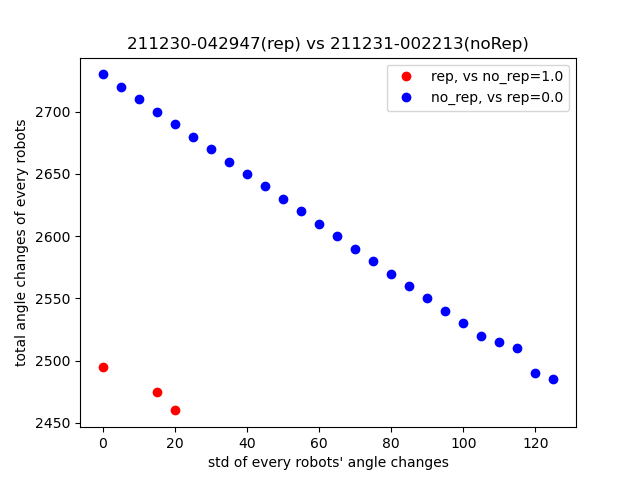 211230-042947(rep) vs 211231-002213(noRep)
rep, vs no_rep=1.0
no_rep, vs rep=0.0
total angle changes of every robots
2700
2650
2600
2550
2500
2450
0 20 40 60 80 100 120
std of every robots' angle changes